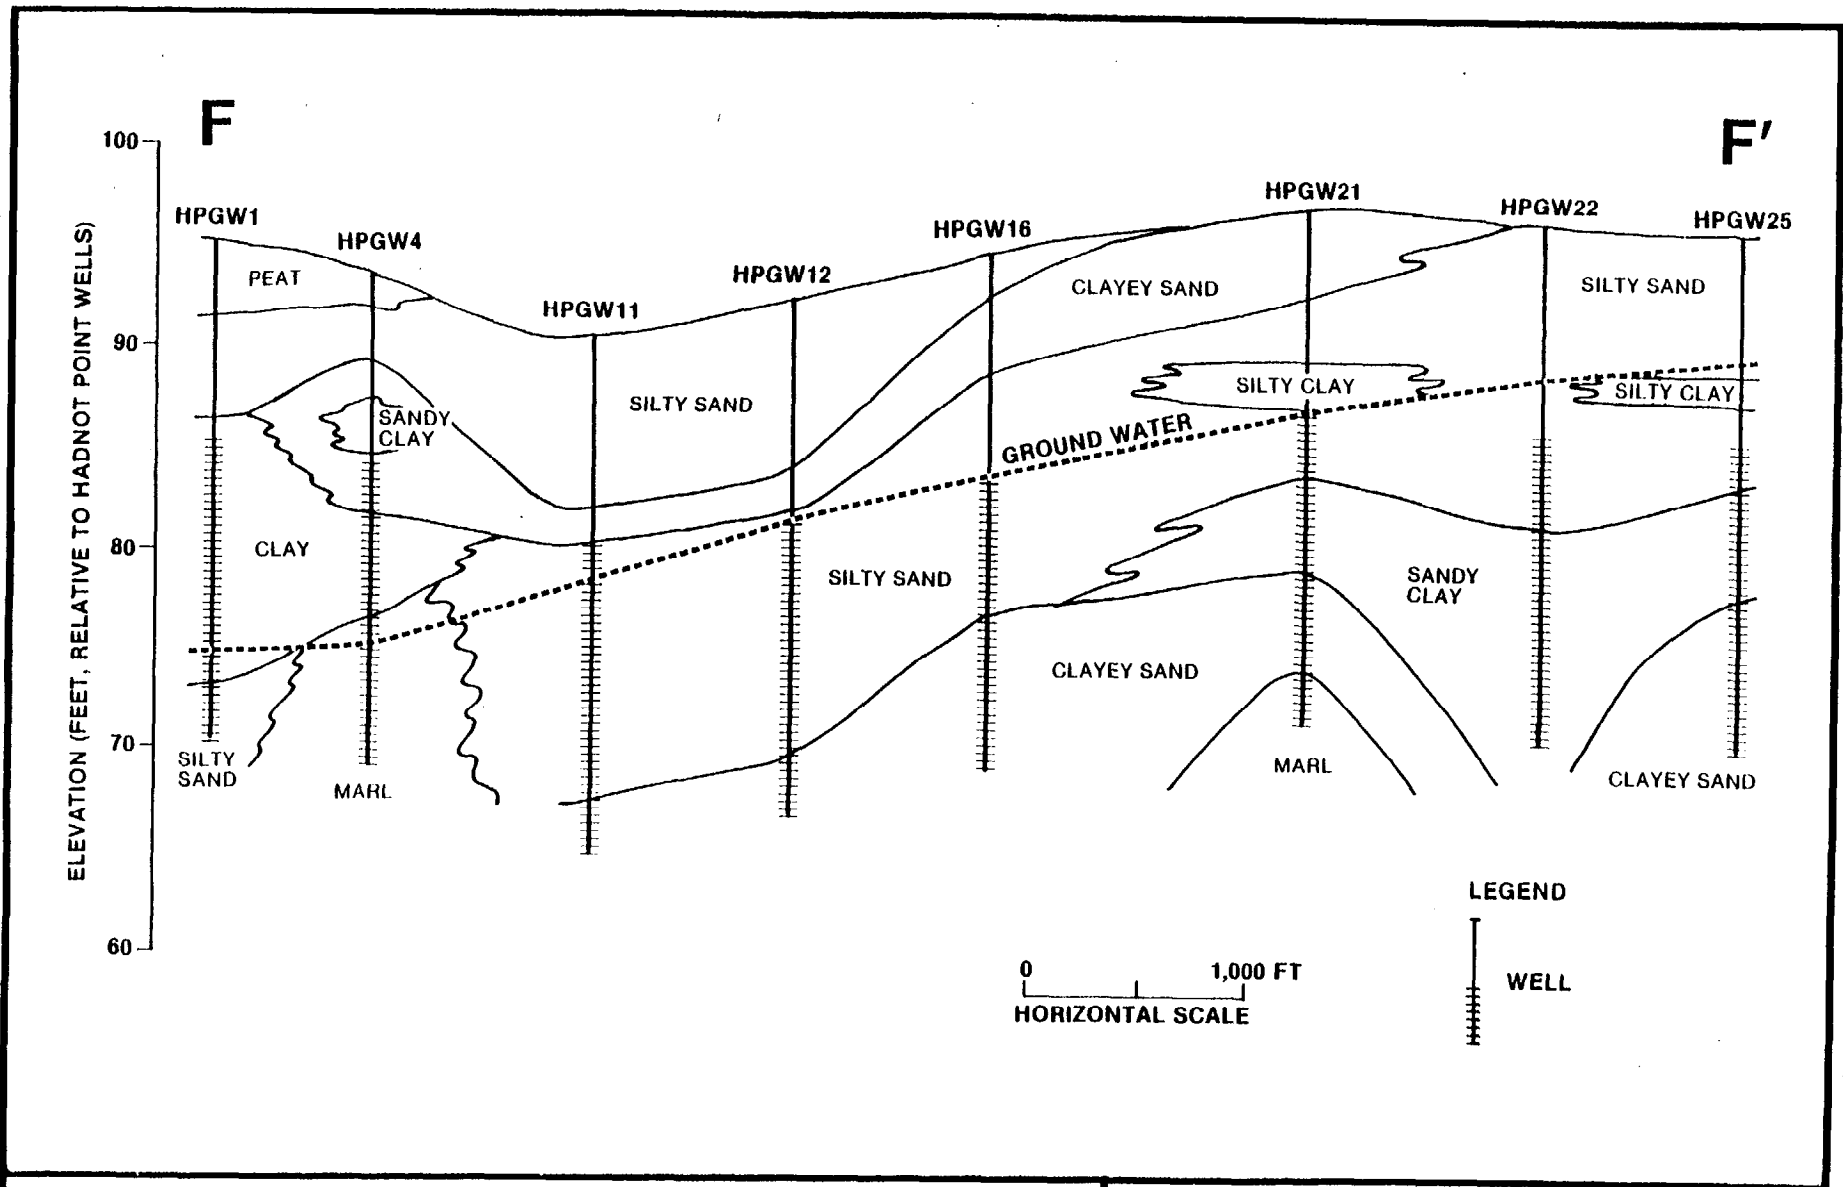 F
F'
100
90
80
70
60
ELEVATION (FEET, RELATIVE TO HADNOT POINT WELLS)
HPGW1
HPGW4
HPGW11
HPGW12
HPGW16
HPGW21
HPGW22
HPGW25
PEAT
CLAYEY SAND
SILTY SAND
SILTY SAND
SANDY
CLAY
SILTY CLAY
SILTY CLAY
GROUND WATER
CLAY
SILTY SAND
SANDY
CLAY
CLAYEY SAND
SILTY
SAND
MARL
MARL
CLAYEY SAND
LEGEND
WELL
0
1,000 FT
HORIZONTAL SCALE